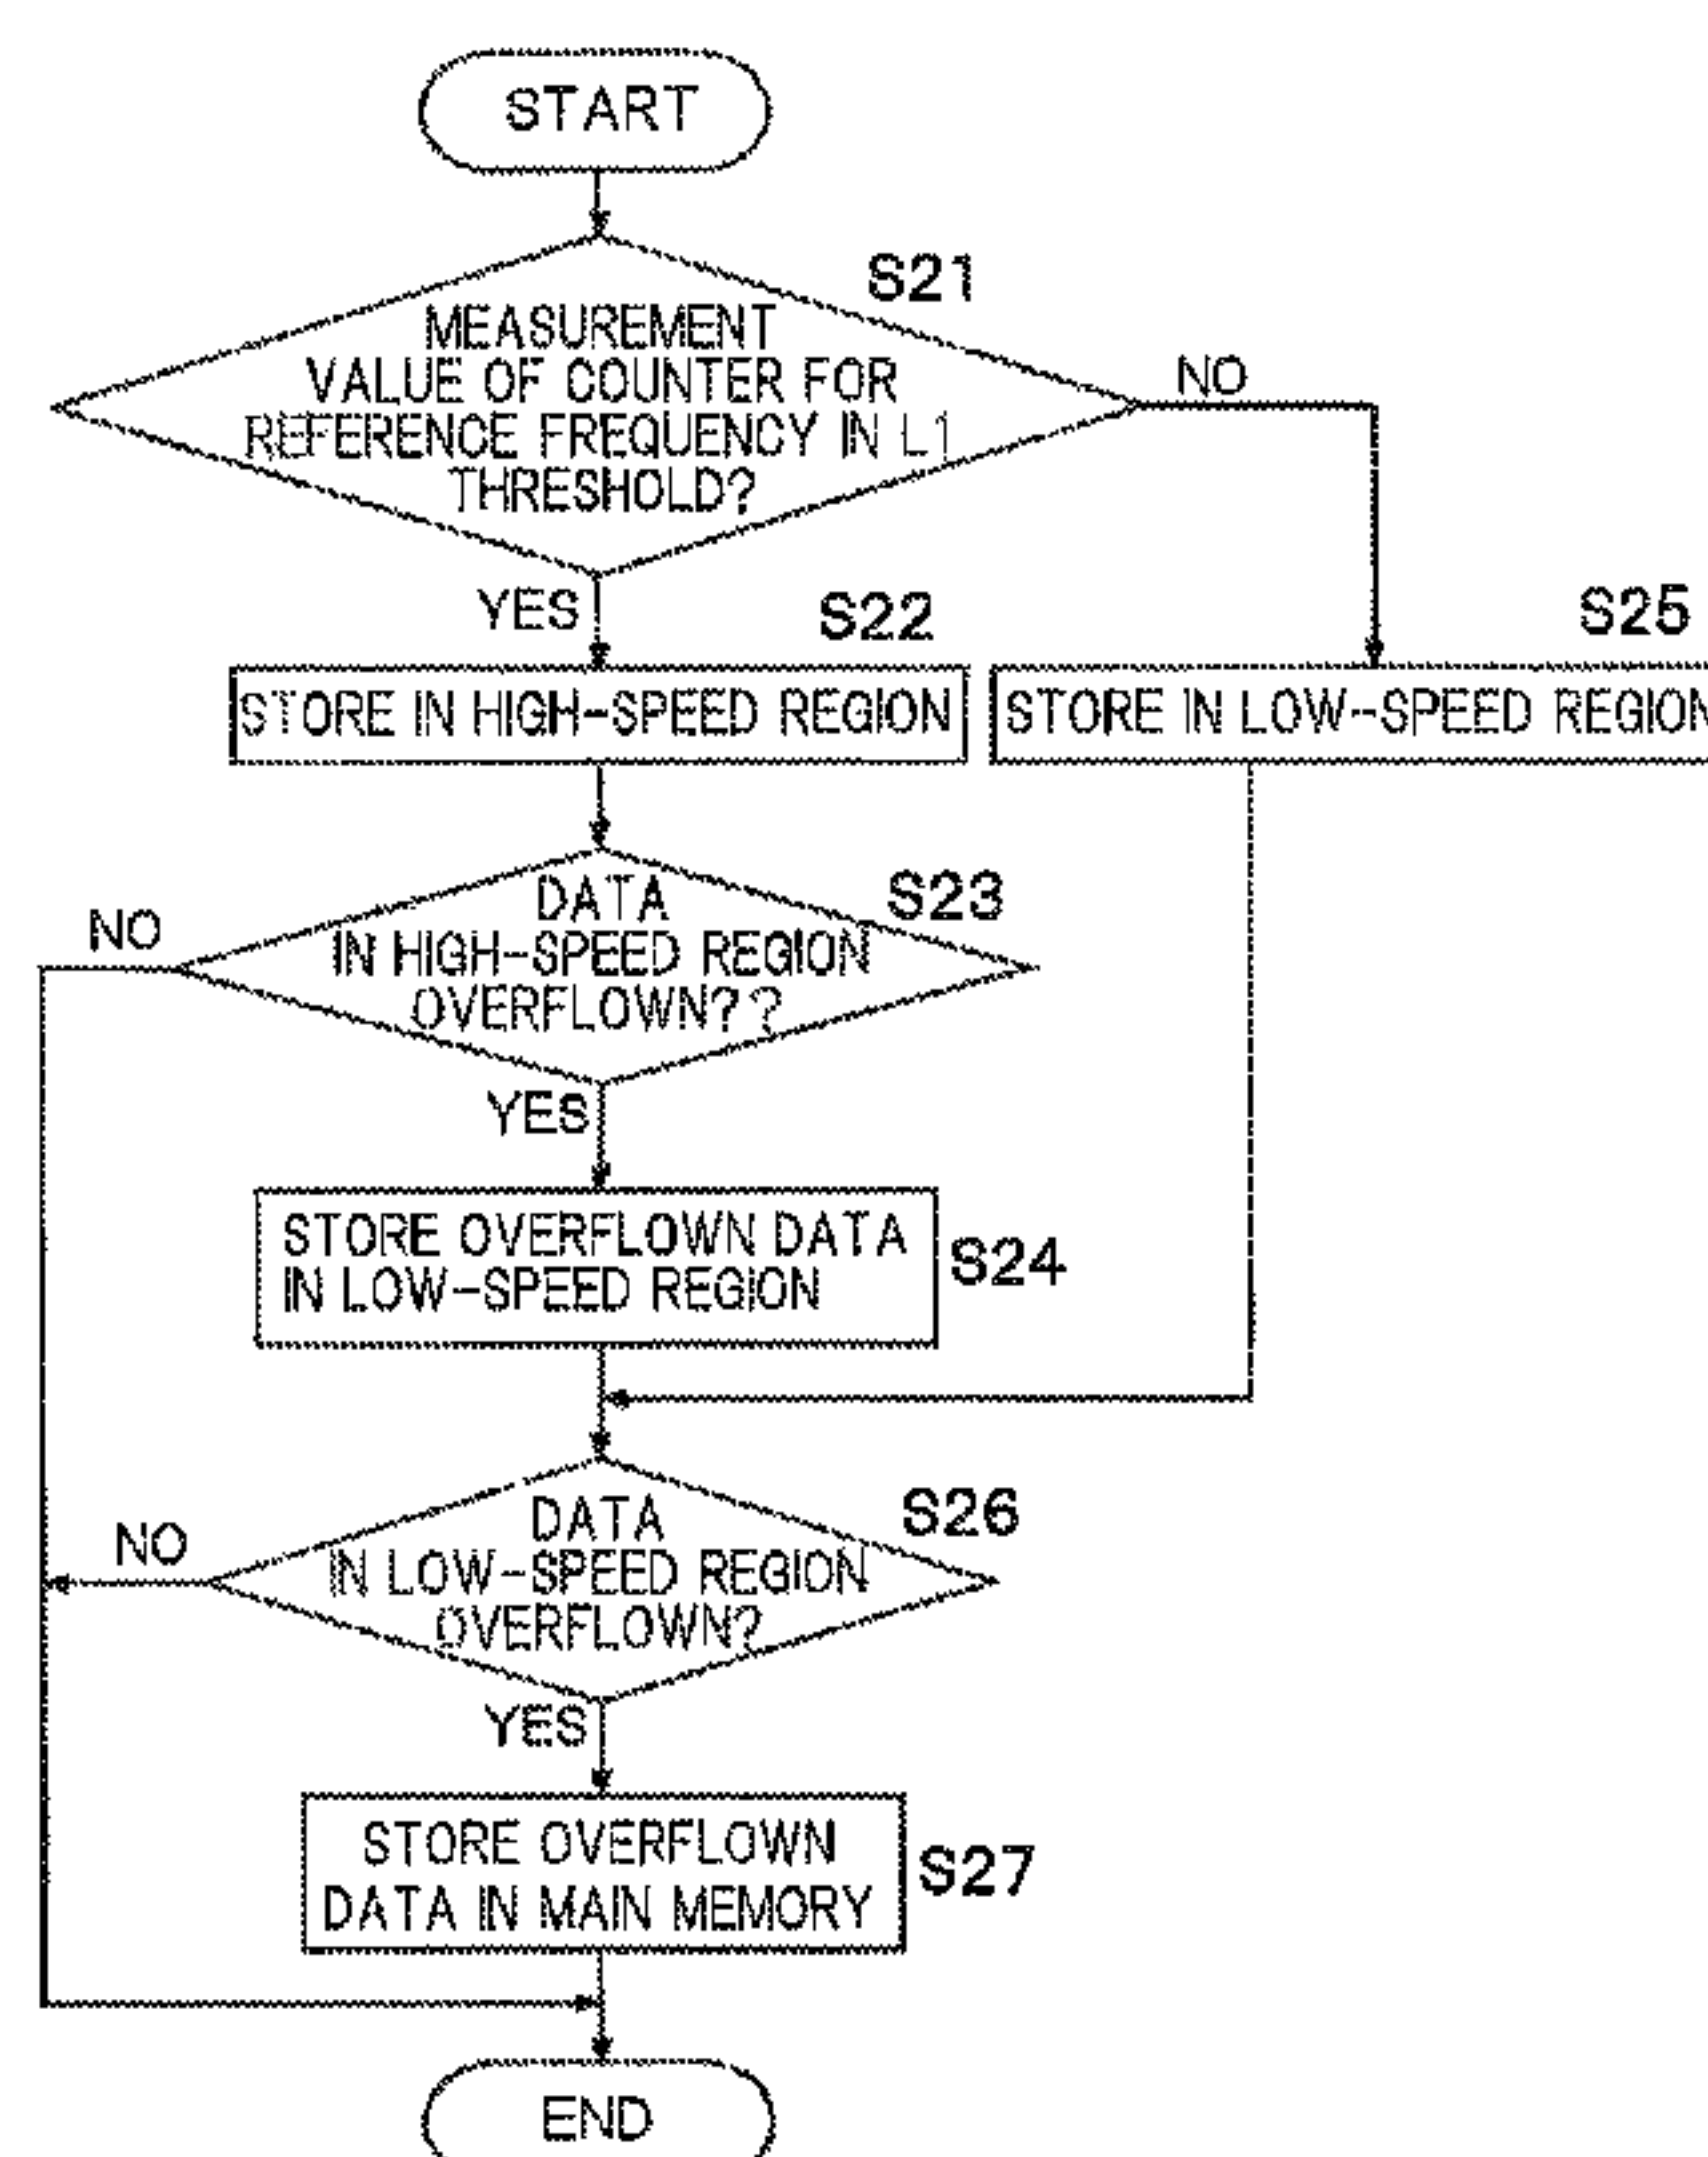 START
S21
MEASUREMENT
VALUE OF COUNTER FOR
REFERENCE FREQUENCY IN L1
THRESHOLD?
NO
YES
S22
S25
STORE IN HIGH-SPEED REGION
STORE IN LOW-SPEED REGION
S23
DATA
IN HIGH-SPEED REGION
OVERFLOWN??
NO
YES
STORE OVERFLOWN DATA
IN LOW-SPEED REGION
S24
S26
DATA
IN LOW-SPEED REGION
OVERFLOWN?
NO
YES
STORE OVERFLOWN
DATA IN MAIN MEMORY
S27
END